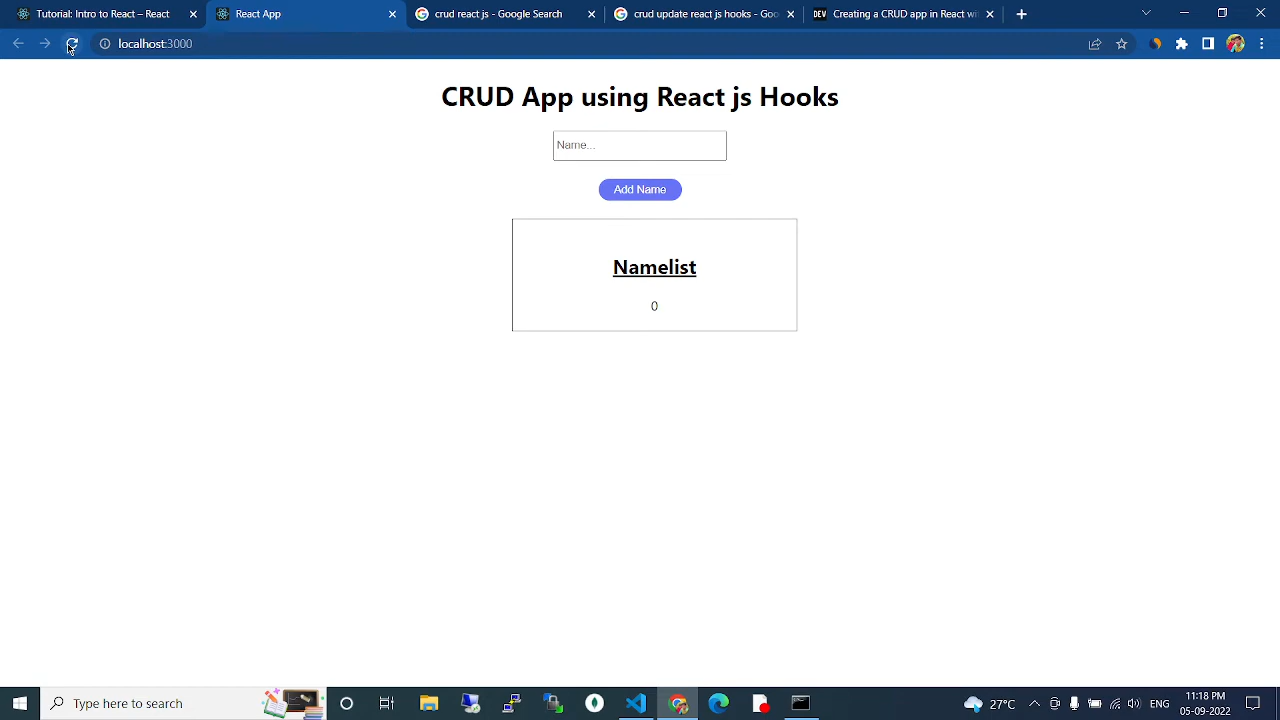 Tutorial: Intro to React – React
React App
crud react js - Google Search
crud update react js hooks - Goo
DEV
Creating a CRUD app in React wit
localhost:3000
CRUD App using React js Hooks
Name...
Add Name
Namelist
0
Type here to search
ENG
11:18 PM
05-09-2022